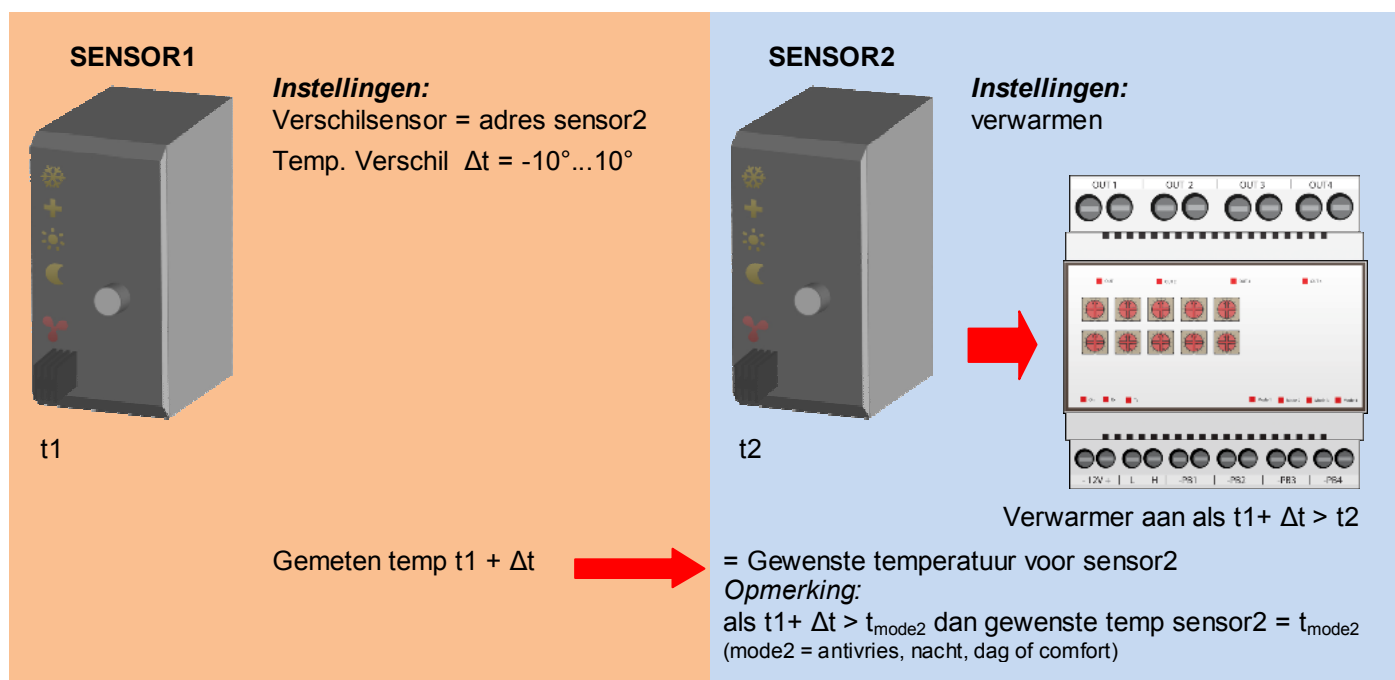 SENSOR1
Instellingen:
Verschilsensor = adres sensor2
Temp. Verschil Δt = -10°...10°
t1
Gemeten temp t1 + Δt
SENSOR2
Instellingen:
verwarmen
OUT 1 OUT 2 OUT 3 OUT4
- 12V + L H -PB1 -PB2 -PB3 -PB4
t2
Verwarmer aan als t1+ Δt > t2
= Gewenste temperatuur voor sensor2
Opmerking:
als t1+ Δt > tmode2 dan gewenste temp sensor2 = tmode2
(mode2 = antivries, nacht, dag of comfort)